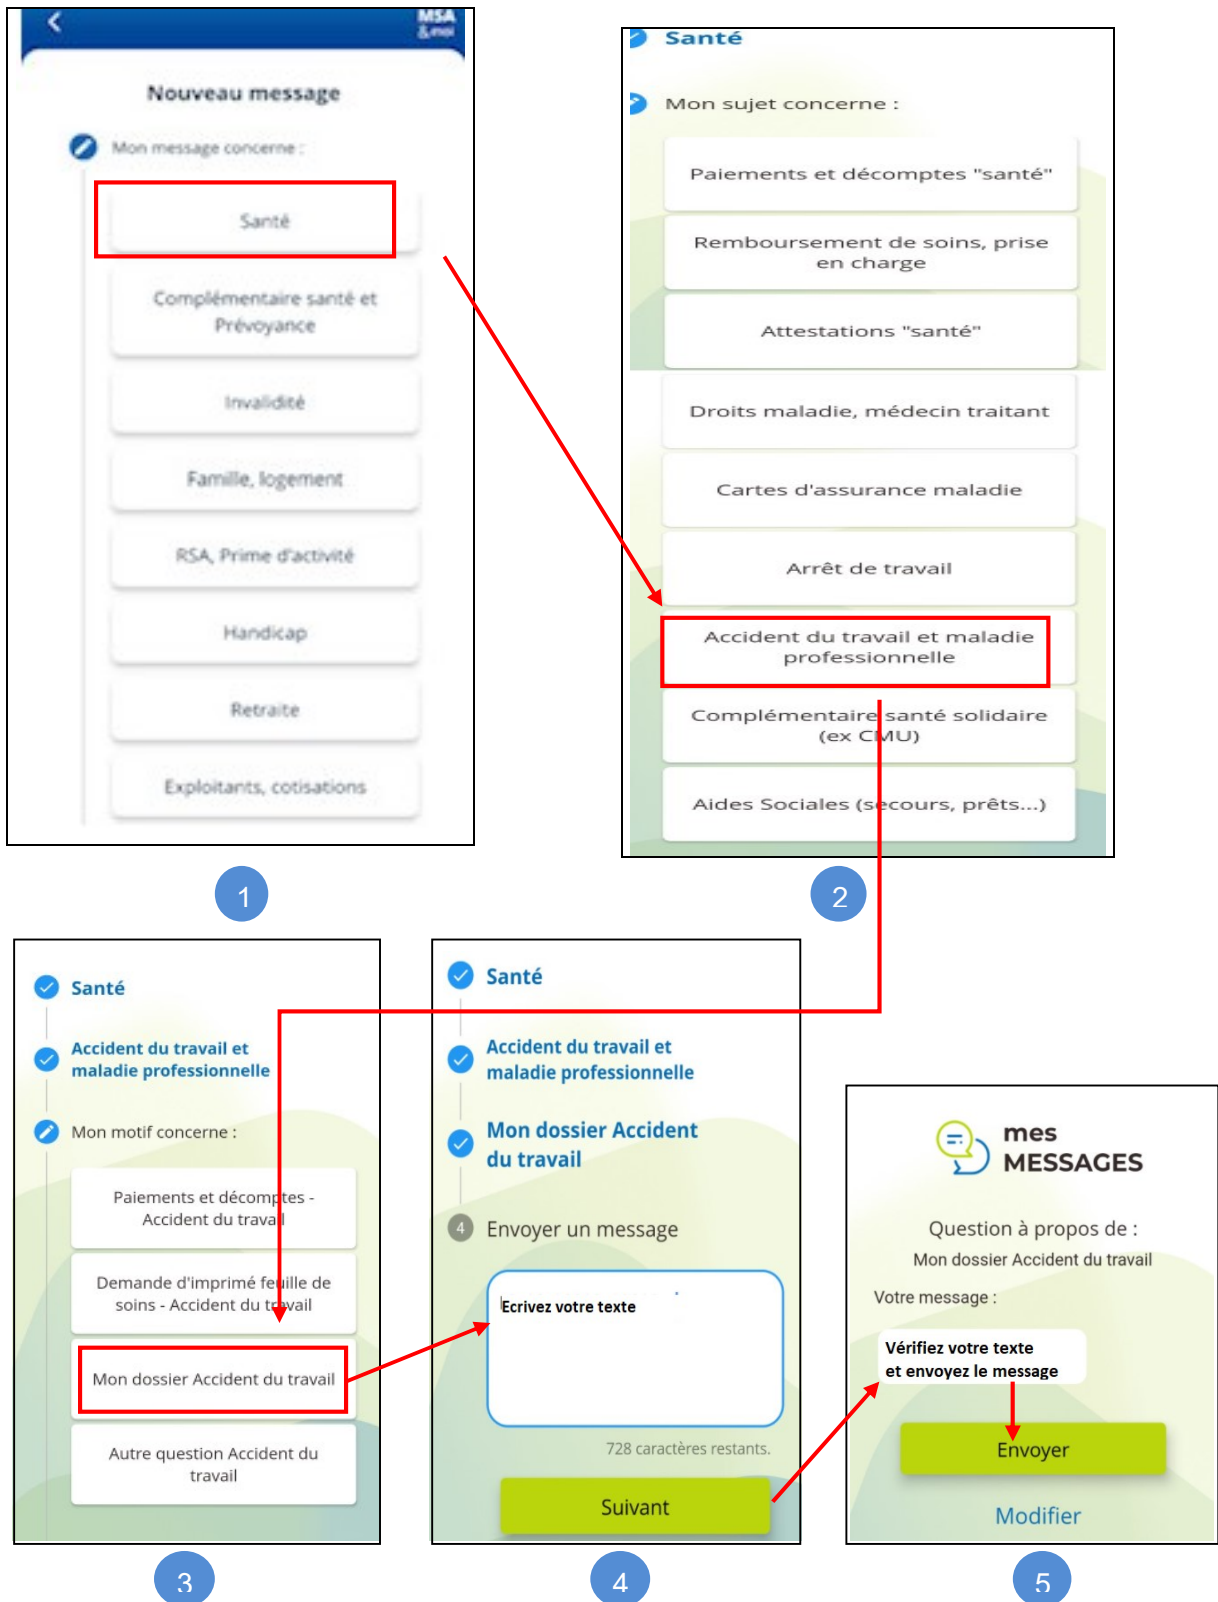 MSA
&moi
Nouveau message
Mon message concerne :
Santé
Complémentaire santé et
Prévoyance
Invalidité
Famille, logement
RSA, Prime d'activité
Handicap
Retraite
Exploitants, cotisations
1
Santé
Mon sujet concerne :
Paiements et décomptes "santé"
Remboursement de soins, prise
en charge
Attestations "santé"
Droits maladie, médecin traitant
Cartes d'assurance maladie
Arrêt de travail
Accident du travail et maladie
professionnelle
Complémentaire santé solidaire
(ex CMU)
Aides Sociales (secours, prêts...)
2
Santé
Accident du travail et
maladie professionnelle
Mon motif concerne :
Paiements et décomptes -
Accident du travail
Demande d'imprimé feuille de
soins - Accident du travail
Mon dossier Accident du travail
Autre question Accident du
travail
3
Santé
Accident du travail et
maladie professionnelle
Mon dossier Accident
du travail
4 Envoyer un message
Ecrivez votre texte
728 caractères restants.
Suivant
4
mes
MESSAGES
Question à propos de :
Mon dossier Accident du travail
Votre message :
Vérifiez votre texte
et envoyez le message
Envoyer
Modifier
5